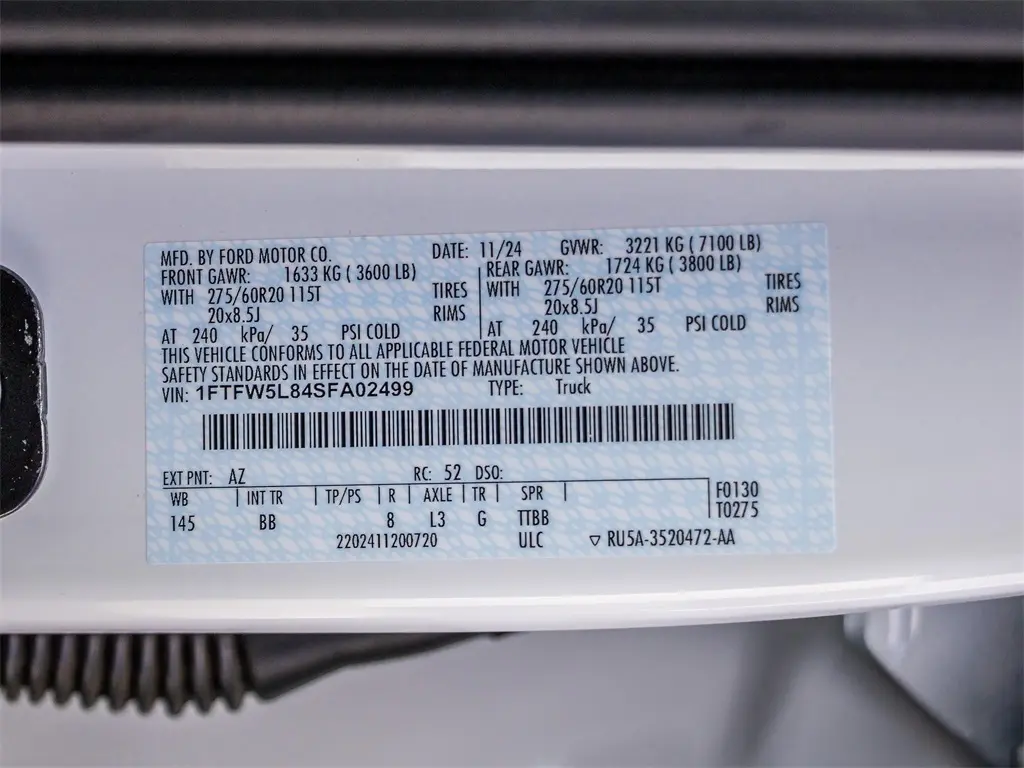 MFD. BY FORD MOTOR CO. DATE: 11/24 GVWR: 3221 KG ( 7100 LB)
FRONT GAWR: 1633 KG ( 3600 LB) REAR GAWR: 1724 KG ( 3800 LB)
WITH 275/60R20 115T TIRES WITH 275/60R20 115T TIRES
20x8.5J RIMS 20x8.5J RIMS
AT 240 kPa/ 35 PSI COLD AT 240 kPa/ 35 PSI COLD
THIS VEHICLE CONFORMS TO ALL APPLICABLE FEDERAL MOTOR VEHICLE
SAFETY STANDARDS IN EFFECT ON THE DATE OF MANUFACTURE SHOWN ABOVE.
VIN: 1FTFW5L84SFA02499 TYPE: Truck
EXT PNT: AZ RC: 52 DSO:
WB INT TR TP/PS R AXLE TR SPR F0130
145 BB 8 L3 G TTBB T0275
2202411200720 ULC ▽ RU5A-3520472-AA